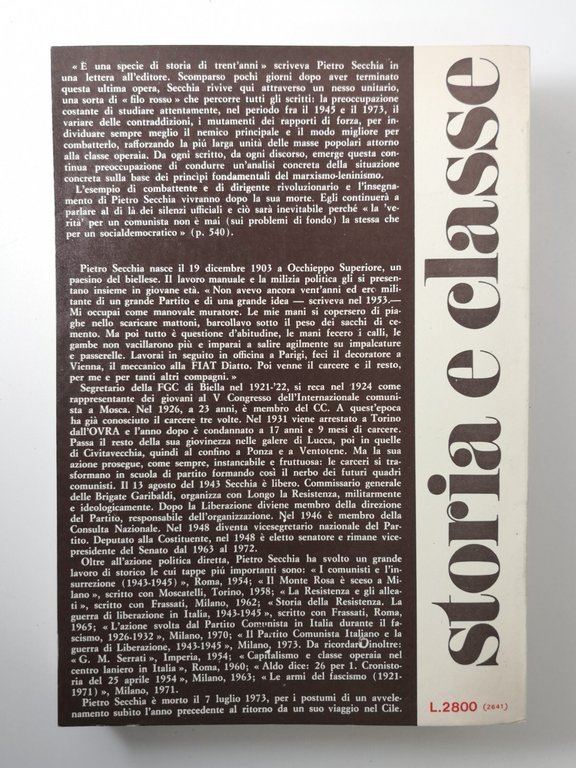 « È una specie di storia di trent'anni » scriveva Pietro Secchia in
una lettera all'editore. Scomparso pochi giorni dopo aver terminato
questa ultima opera, Secchia rivive qui attraverso un nesso unitario,
una sorta di « filo rosso » che percorre tutti gli scritti: la preoccupazione
costante di studiare attentamente, nel periodo fra il 1945 e il 1973, il
variare delle contraddizioni, i mutamenti dei rapporti di forza, per in-
dividuare sempre meglio il nemico principale e il modo migliore per
combatterlo, rafforzando la piú larga unità delle masse popolari attorno
alla classe operaia. Da ogni scritto, da ogni discorso, emerge questa con-
tinua preoccupazione di condurre un'analisi concreta della situazione
concreta sulla base dei princìpi fondamentali del marxismo-leninismo.
L'esempio di combattente e di dirigente rivoluzionario e l'insegna-
mento di Pietro Secchia vivranno dopo la sua morte. Egli continuerà a
parlare al di là dei silenzi ufficiali e ciò sarà inevitabile perché « la 've-
rità' per un comunista non è mai (sui problemi di fondo) la stessa che
per un socialdemocratico » (p. 540).
Pietro Secchia nasce il 19 dicembre 1903 a Occhieppo Superiore, un
paesino del biellese. Il lavoro manuale e la milizia politica gli si presen-
tano insieme in giovane età. « Non avevo ancora vent'anni ed ero mili-
tante di un grande Partito e di una grande idea — scriveva nel 1953.—
Mi occupai come manovale muratore. Le mie mani si copersero di pia-
ghe nello scaricare mattoni, barcollavo sotto il peso dei sacchi di ce-
mento. Ma poi tutto è questione d'abitudine, le mani fecero i calli, le
gambe non vacillarono piú e imparai a salire agilmente su impalcature
e passerelle. Lavorai in seguito in officina a Parigi, feci il decoratore a
Vienna, il meccanico alla FIAT Diatto. Poi venne il carcere e il resto,
per me e per tanti altri compagni. »
Segretario della FGC di Biella nel 1921-'22, si reca nel 1924 come
rappresentante dei giovani al V Congresso dell'Internazionale comuni-
sta a Mosca. Nel 1926, a 23 anni, è membro del CC. A quest'epoca
ha già conosciuto il carcere tre volte. Nel 1931 viene arrestato a Torino
dall'OVRA e l'anno dopo è condannato a 17 anni e 9 mesi di carcere.
Passa il resto della sua giovinezza nelle galere di Lucca, poi in quelle
di Civitavecchia, quindi al confino a Ponza e a Ventotene. Ma la sua
azione prosegue, come sempre, instancabile e fruttuosa: le carceri si tra-
sformano in scuola di partito formando così il nerbo dei futuri quadri
comunisti. Il 13 agosto del 1943 Secchia è libero. Commissario generale
delle Brigate Garibaldi, organizza con Longo la Resistenza, militarmente
e ideologicamente. Dopo la Liberazione diviene membro della direzione
del Partito, responsabile dell'organizzazione. Nel 1946 è membro della
Consulta Nazionale. Nel 1948 diventa vicesegretario nazionale del Par-
tito. Deputato alla Costituente, nel 1948 è eletto senatore e rimane vice-
presidente del Senato dal 1963 al 1972.
Oltre all'azione politica diretta, Pietro Secchia ha svolto un grande
lavoro di storico le cui tappe piú importanti sono: « I comunisti e l'in-
surrezione (1943-1945) », Roma, 1954; « Il Monte Rosa è sceso a Mi-
lano », scritto con Moscatelli, Torino, 1958; « La Resistenza e gli allea-
ti », scritto con Frassati, Milano, 1962; « Storia della Resistenza. La
guerra di liberazione in Italia, 1943-1945 », scritto con Frassati, Roma,
1965; « L'azione svolta dal Partito Comunista in Italia durante il fa-
scismo, 1926-1932 », Milano, 1970; « Il Partito Comunista Italiano e la
guerra di Liberazione, 1943-1945 », Milano, 1973. Da ricordare inoltre:
« G. M. Serrati », Imperia, 1954; « Capitalismo e classe operaia nel
centro laniero in Italia », Roma, 1960; « Aldo dice: 26 per 1. Cronisto-
ria del 25 aprile 1954 », Milano, 1963; « Le armi del fascismo (1921-
1971) », Milano, 1971.
Pietro Secchia è morto il 7 luglio 1973, per i postumi di un avvele-
namento subìto l'anno precedente al ritorno da un suo viaggio nel Cile.
storia e classe
L.2800 (2641)